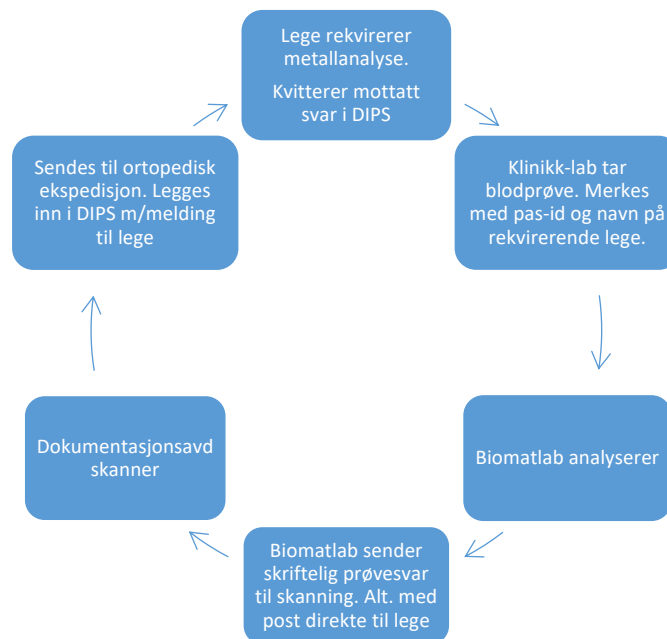 Lege rekvirerer
metallanalyse.
Kvitterer mottatt
svar i DIPS
Klinikk-lab tar
blodprøve. Merkes
med pas-id og navn på
rekvirerende lege.
Biomatlab analyserer
Biomatlab sender
skriftelig prøvesvar
til skanning. Alt. med
post direkte til lege
Dokumentasjonsavd
skanner
Sendes til ortopedisk
ekspedisjon. Legges
inn i DIPS m/melding
til lege